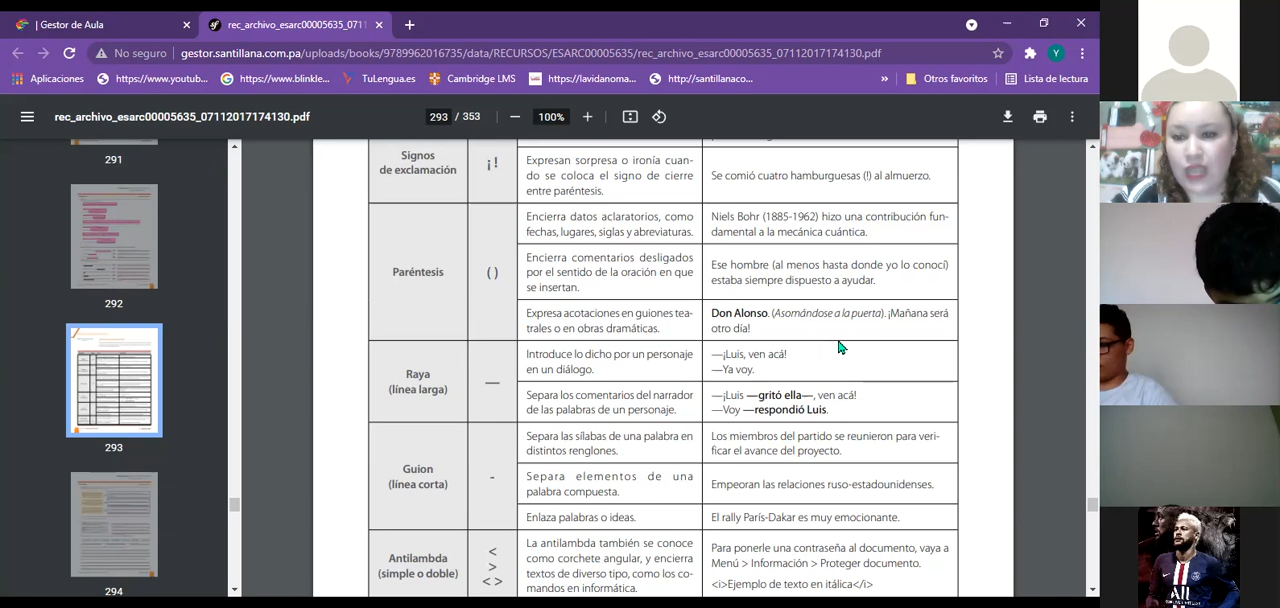 | Gestor de Aula
rec_archivo_esarc00005635_0711
No seguro
gestor.santillana.com.pa/uploads/books/9789962016735/data/RECURSOS/ESARC00005635/rec_archivo_esarc00005635_07112017174130.pdf
Y
Aplicaciones
https://www.youtub...
https://www.blinkle...
TuLengua.es
Cambridge LMS
https://lavidanoma...
http://santillanaco...
»
Otros favoritos
Lista de lectura
rec_archivo_esarc00005635_07112017174130.pdf
293 / 353
100%
291
292
293
294
Signos
de exclamación
¡ !
Expresan sorpresa o ironía cuan-
do se coloca el signo de cierre
entre paréntesis.
Se comió cuatro hamburguesas (!) al almuerzo.
Paréntesis
( )
Encierra datos aclaratorios, como
fechas, lugares, siglas y abreviaturas.
Niels Bohr (1885-1962) hizo una contribución fun-
damental a la mecánica cuántica.
Encierra comentarios desligados
por el sentido de la oración en que
se insertan.
Ese hombre (al menos hasta donde yo lo conocí)
estaba siempre dispuesto a ayudar.
Expresa acotaciones en guiones tea-
trales o en obras dramáticas.
Don Alonso. (Asomándose a la puerta). ¡Mañana será
otro día!
Raya
(línea larga)
—
Introduce lo dicho por un personaje
en un diálogo.
—¡Luis, ven acá!
—Ya voy.
Separa los comentarios del narrador
de las palabras de un personaje.
—¡Luis —gritó ella—, ven acá!
—Voy —respondió Luis.
Guion
(línea corta)
-
Separa las sílabas de una palabra en
distintos renglones.
Los miembros del partido se reunieron para veri-
ficar el avance del proyecto.
Separa elementos de una
palabra compuesta.
Empeoran las relaciones ruso-estadounidenses.
Enlaza palabras o ideas.
El rally París-Dakar es muy emocionante.
Antilambda
(simple o doble)
<
>
< >
La antilambda también se conoce
como corchete angular, y encierra
textos de diverso tipo, como los co-
mandos en informática.
Para ponerle una contraseña al documento, vaya a
Menú > Información > Proteger documento.
<i>Ejemplo de texto en itálica</i>
ALL